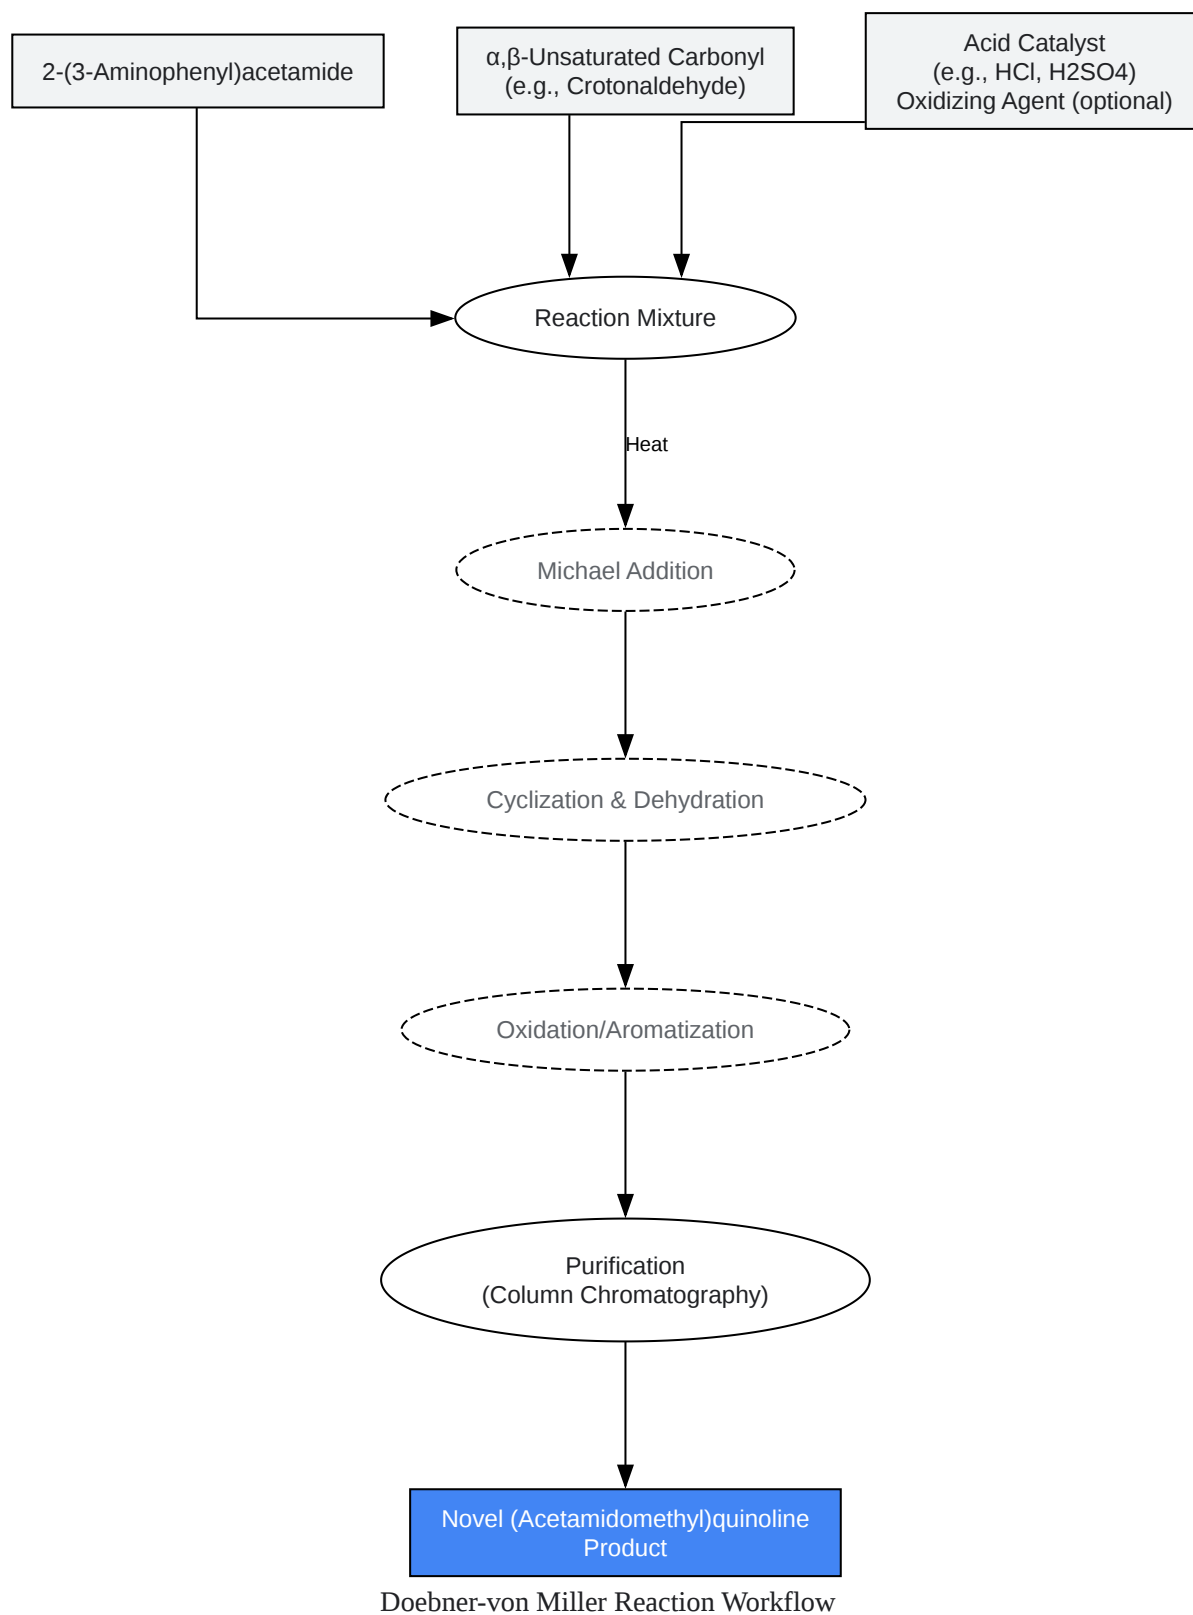 2-(3-Aminophenyl)acetamide
α,β-Unsaturated Carbonyl
(e.g., Crotonaldehyde)
Acid Catalyst
(e.g., HCl, H2SO4)
Oxidizing Agent (optional)
Reaction Mixture
Heat
Michael Addition
Cyclization & Dehydration
Oxidation/Aromatization
Purification
(Column Chromatography)
Novel (Acetamidomethyl)quinoline
Product
Doebner-von Miller Reaction Workflow